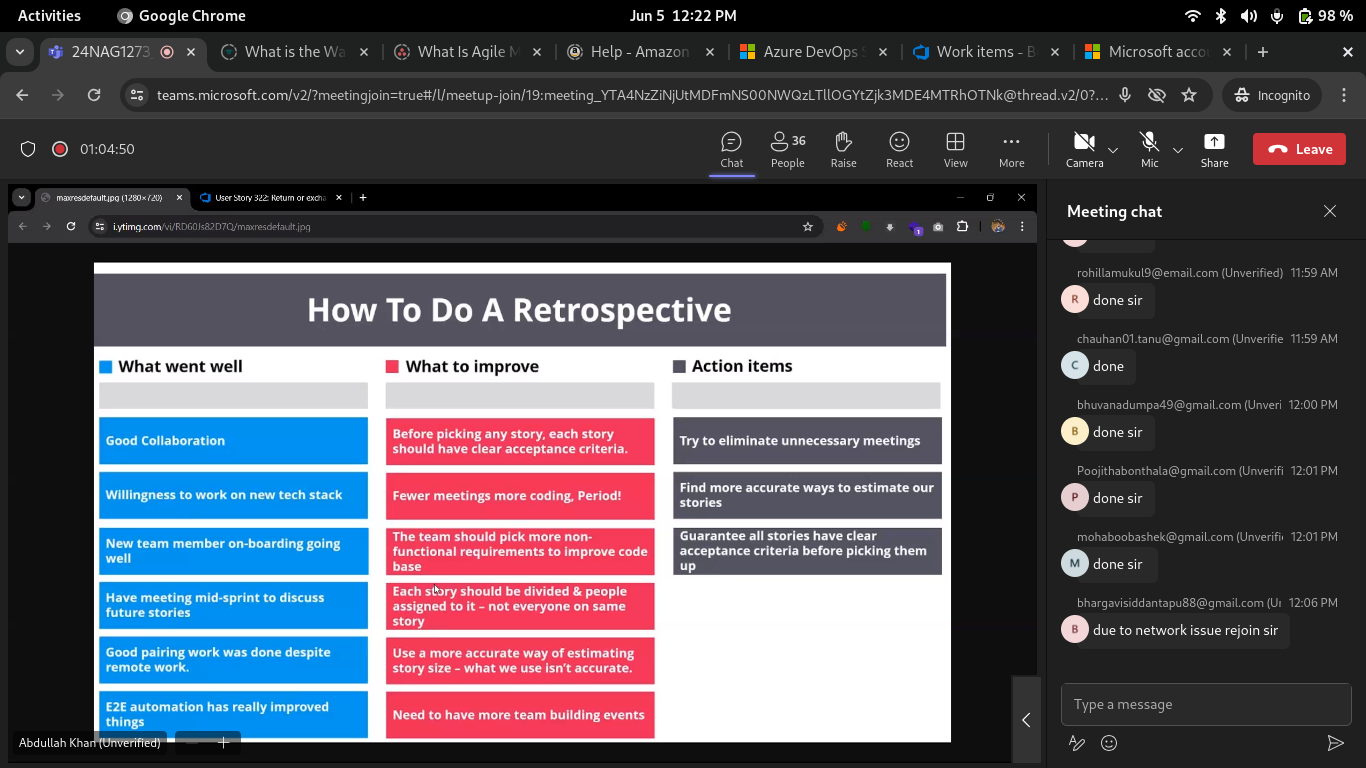 Activities
Google Chrome
Jun 5 12:22 PM
98 %
24NAG1273
What is the Wa
What Is Agile M
Help - Amazon
Azure DevOps S
Work items - B
Microsoft acco
teams.microsoft.com/v2/?meetingjoin=true#/l/meetup-join/19:meeting_YTA4NzZiNjUtMDFmNS00NWQzLTllOGYtZjk3MDE4MTRhOTNk@thread.v2/0?...
Incognito
01:04:50
Chat
36
People
Raise
React
View
More
Camera
Mic
Share
Leave
maxresdefault.jpg (1280×720)
User Story 322: Return or excha
i.ytimg.com/vi/RD60Js82D7Q/maxresdefault.jpg
1
How To Do A Retrospective
What went well
Good Collaboration
Willingness to work on new tech stack
New team member on-boarding going
well
Have meeting mid-sprint to discuss
future stories
Good pairing work was done despite
remote work.
E2E automation has really improved
things
What to improve
Before picking any story, each story
should have clear acceptance criteria.
Fewer meetings more coding, Period!
The team should pick more non-
functional requirements to improve code
base
Each story should be divided & people
assigned to it – not everyone on same
story
Use a more accurate way of estimating
story size – what we use isn't accurate.
Need to have more team building events
Action items
Try to eliminate unnecessary meetings
Find more accurate ways to estimate our
stories
Guarantee all stories have clear
acceptance criteria before picking them
up
Abdullah Khan (Unverified)
Meeting chat
rohillamukul9@email.com (Unverified) 11:59 AM
R
done sir
chauhan01.tanu@gmail.com (Unverifie 11:59 AM
C
done
bhuvanadumpa49@gmail.com (Unveri 12:00 PM
B
done sir
Poojithabonthala@gmail.com (Unverifi 12:01 PM
P
done sir
mohaboobashek@gmail.com (Unverifi 12:01 PM
M
done sir
bhargavisiddantapu88@gmail.com (Ur 12:06 PM
B
due to network issue rejoin sir
Type a message